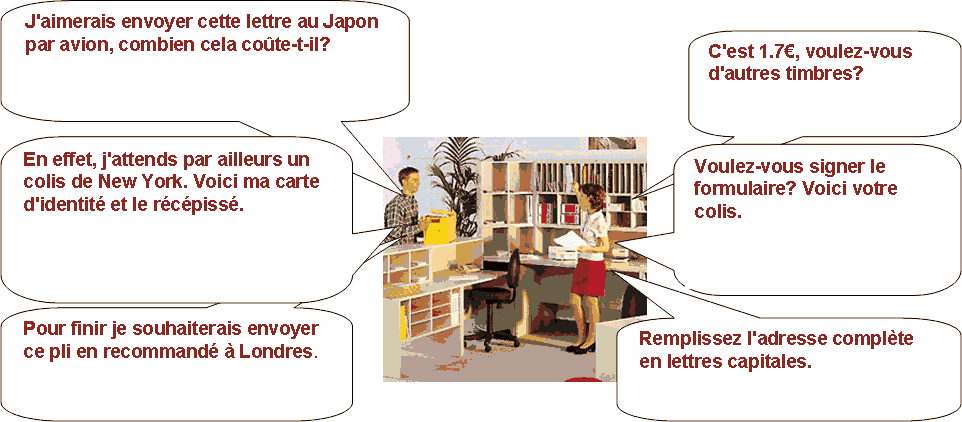 J'aimerais envoyer cette lettre au Japon
par avion, combien cela coûte-t-il?
C'est 1.7€, voulez-vous
d'autres timbres?
En effet, j'attends par ailleurs un
colis de New York. Voici ma carte
d'identité et le récépissé.
Voulez-vous signer le
formulaire? Voici votre
colis.
Pour finir je souhaiterais envoyer
ce pli en recommandé à Londres.
Remplissez l'adresse complète
en lettres capitales.